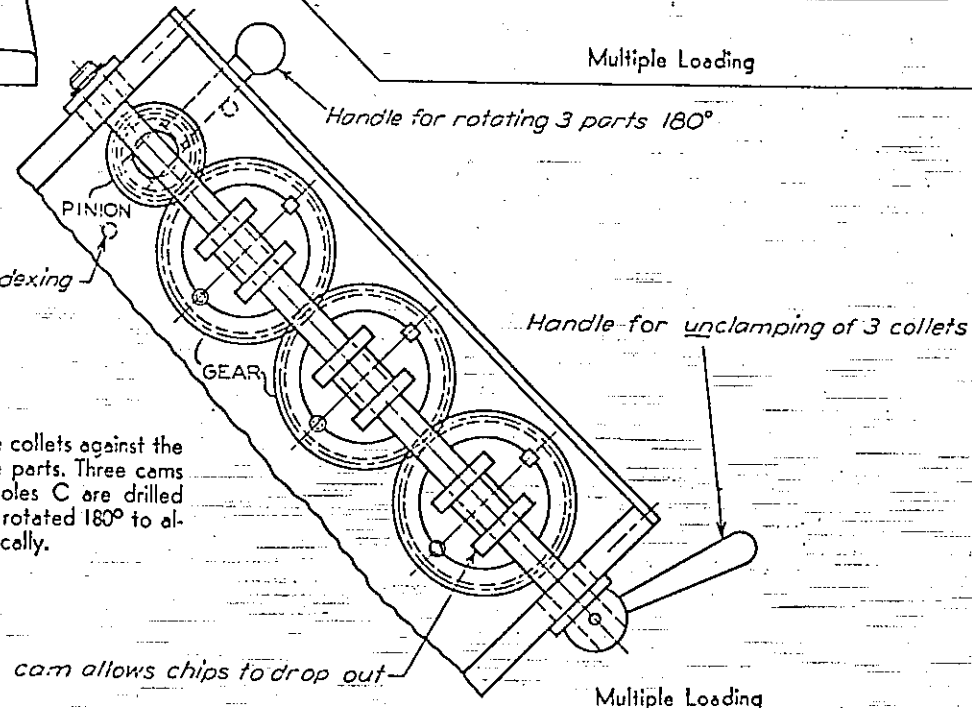 Multiple Loading
Handle for rotating 3 parts 180°
PINION
dexing
Handle for unclamping of 3 collets
GEAR
e collets against the
e parts. Three cams
oles C are drilled
rotated 180° to al-
cally.
cam allows chips to drop out
Multiple Loading